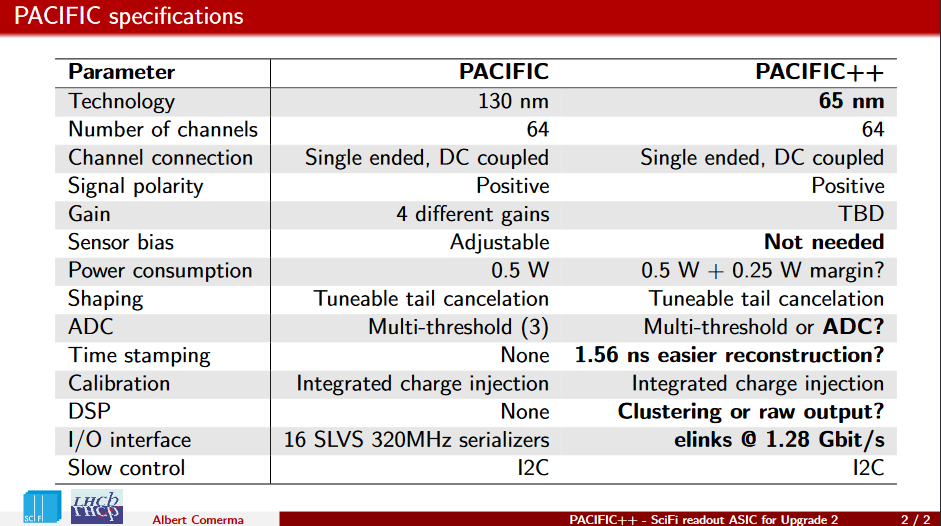 PACIFIC specifications
Parameter PACIFIC PACIFIC++
Technology 130 nm 65 nm
Number of channels 64 64
Channel connection Single ended, DC coupled Single ended, DC coupled
Signal polarity Positive Positive
Gain 4 different gains TBD
Sensor bias Adjustable Not needed
Power consumption 0.5 W 0.5 W + 0.25 W margin?
Shaping Tuneable tail cancelation Tuneable tail cancelation
ADC Multi-threshold (3) Multi-threshold or ADC?
Time stamping None 1.56 ns easier reconstruction?
Calibration Integrated charge injection Integrated charge injection
DSP None Clustering or raw output?
I/O interface 16 SLVS 320MHz serializers elinks @ 1.28 Gbit/s
Slow control I2C I2C
SCIFI LHCb
Albert Comerma PACIFIC++ - SciFi readout ASIC for Upgrade 2 2 / 2